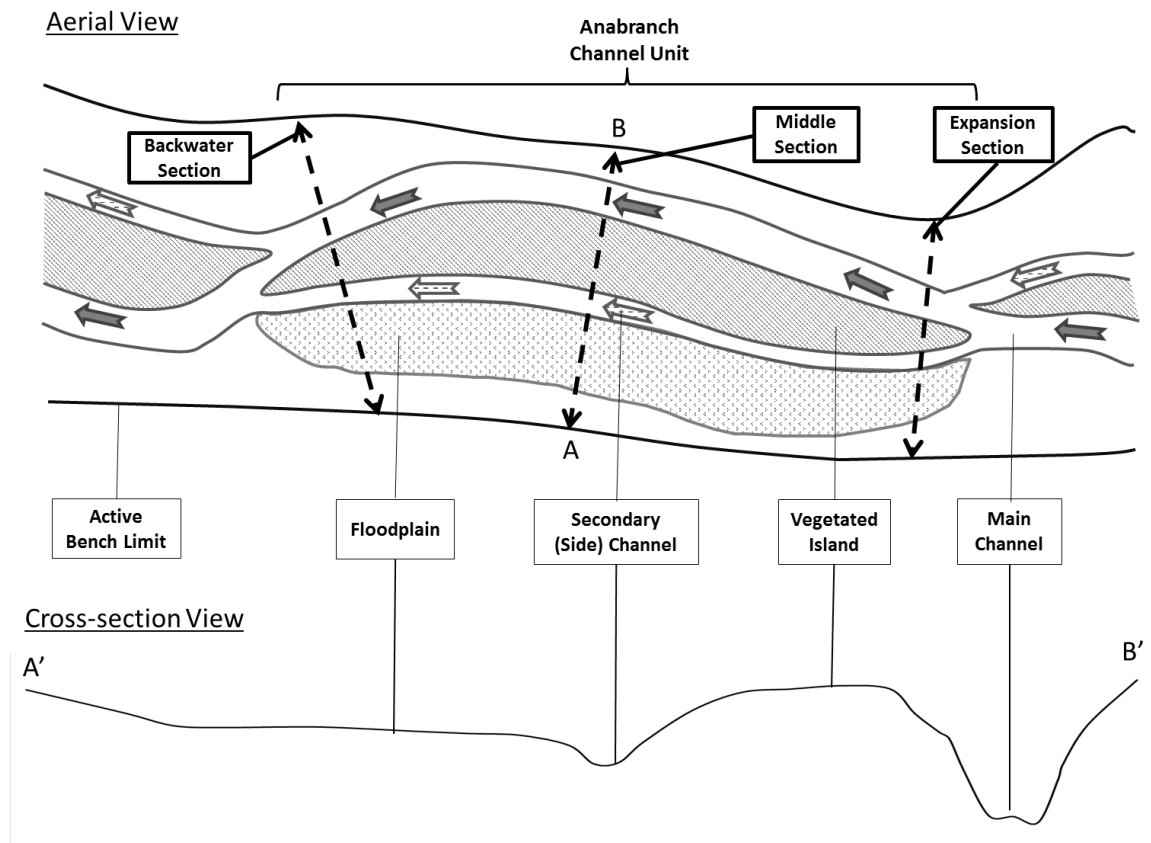 Aerial View
Anabranch
Channel Unit
Backwater
Section
B
Middle
Section
Expansion
Section
A
Active
Bench Limit
Floodplain
Secondary
(Side) Channel
Vegetated
Island
Main
Channel
Cross-section View
A’
B’